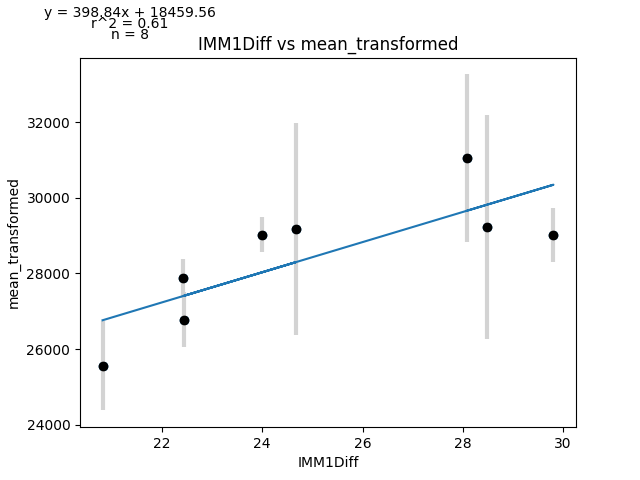 y = 398.84x + 18459.56
r^2 = 0.61
n = 8
IMM1Diff vs mean_transformed
mean_transformed
32000
30000
28000
26000
24000
22
24
26
28
30
IMM1Diff